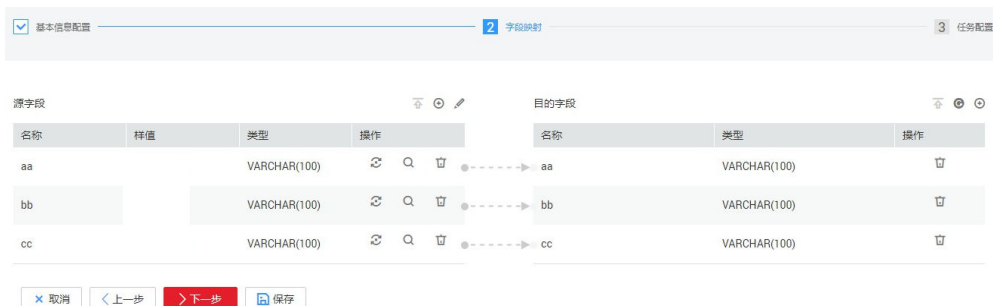 基本信息配置 2 字段映射 3 任务配置
源字段 目的字段
名称 样值 类型 操作 名称 类型 操作
aa VARCHAR(100) aa VARCHAR(100)
bb VARCHAR(100) bb VARCHAR(100)
cc VARCHAR(100) cc VARCHAR(100)
取消 上一步 下一步 保存